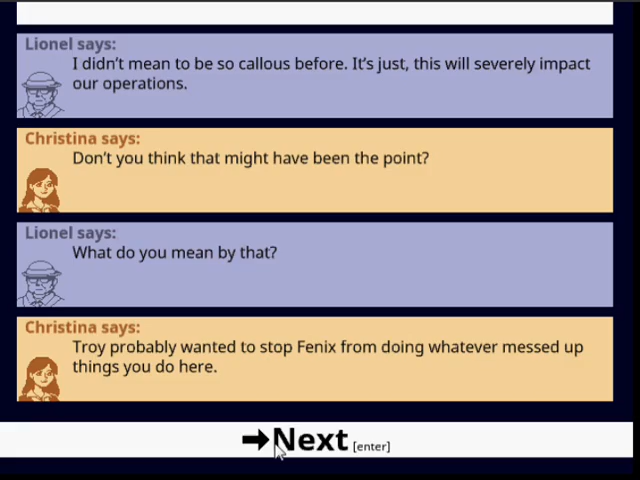 Lionel says:
I didn’t mean to be so callous before. It’s just, this will severely impact
our operations.
Christina says:
Don’t you think that might have been the point?
Lionel says:
What do you mean by that?
Christina says:
Troy probably wanted to stop Fenix from doing whatever messed up
things you do here.
➡Next [enter]